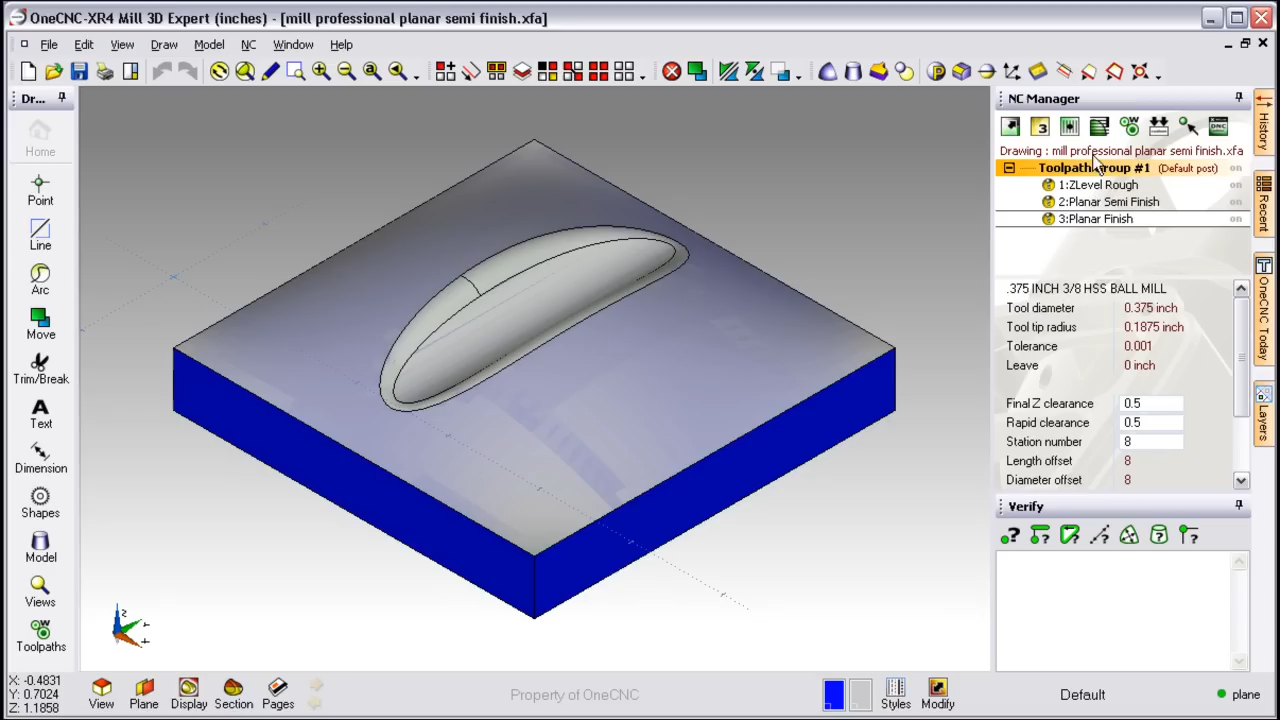 OneCNC-XR4 Mill 3D Expert (inches) - [mill professional planar semi finish.xfa]
File Edit View Draw Model NC Window Help
Dr...
Home
Point
Line
Arc
Move
Trim/Break
Text
Dimension
Shapes
Model
Views
Toolpaths
NC Manager
Drawing : mill professional planar semi finish.xfa
Toolpath group #1 (Default post) on
1:ZLevel Rough on
2:Planar Semi Finish on
3:Planar Finish on
.375 INCH 3/8 HSS BALL MILL
Tool diameter 0.375 inch
Tool tip radius 0.1875 inch
Tolerance 0.001
Leave 0 inch
Final Z clearance 0.5
Rapid clearance 0.5
Station number 8
Length offset 8
Diameter offset 8
Verify
History
Recent
OneCNC Today
Layers
X: -0.4831
Y: 0.7024
Z: 1.1858
View Plane Display Section Pages
Property of OneCNC
Styles Modify
Default
plane